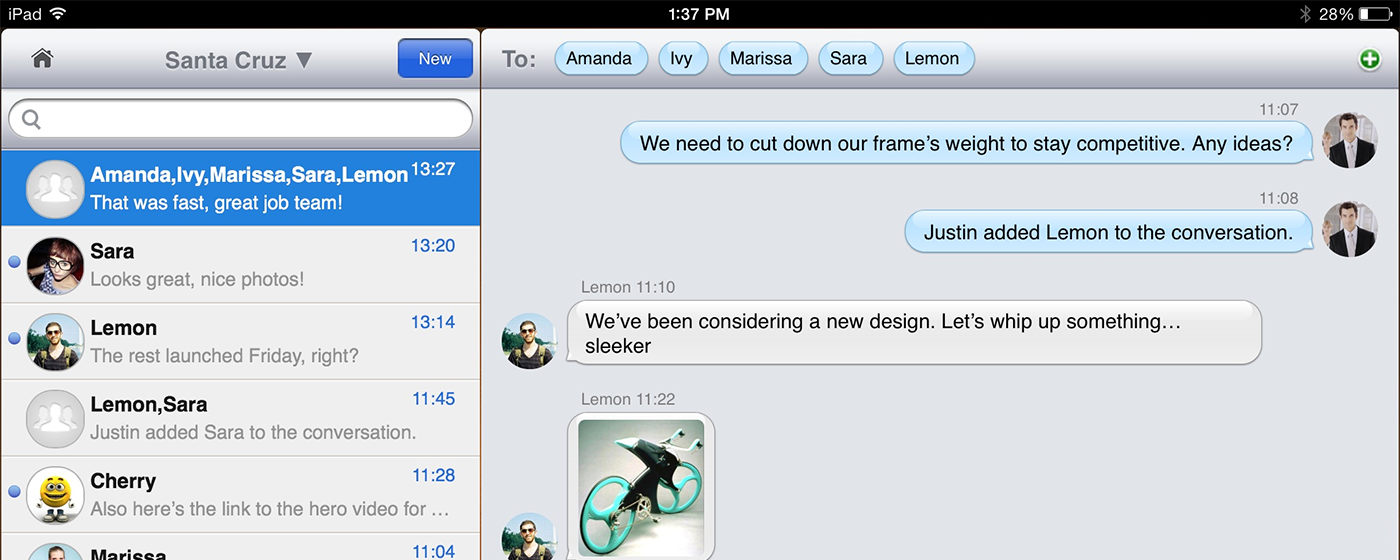 iPad
1:37 PM
28%
Santa Cruz ▼
New
Amanda,Ivy,Marissa,Sara,Lemon 13:27
That was fast, great job team!
Sara 13:20
Looks great, nice photos!
Lemon 13:14
The rest launched Friday, right?
Lemon,Sara 11:45
Justin added Sara to the conversation.
Cherry 11:28
Also here’s the link to the hero video for …
Marissa 11:04
To: Amanda Ivy Marissa Sara Lemon
11:07
We need to cut down our frame’s weight to stay competitive. Any ideas?
11:08
Justin added Lemon to the conversation.
Lemon 11:10
We’ve been considering a new design. Let’s whip up something…
sleeker
Lemon 11:22